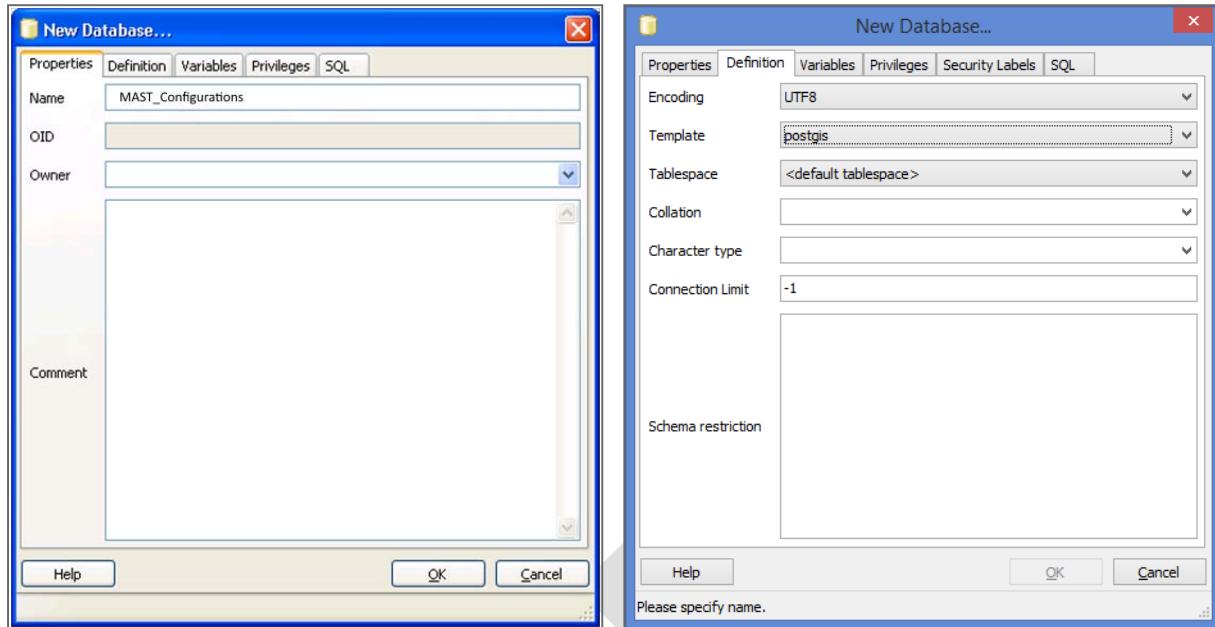 New Database...
Properties Definition Variables Privileges SQL
Name MAST_Configurations
OID
Owner
Comment
Help OK Cancel
New Database...
Properties Definition Variables Privileges Security Labels SQL
Encoding UTF8
Template postgis
Tablespace <default tablespace>
Collation
Character type
Connection Limit -1
Schema restriction
Help OK Cancel
Please specify name.